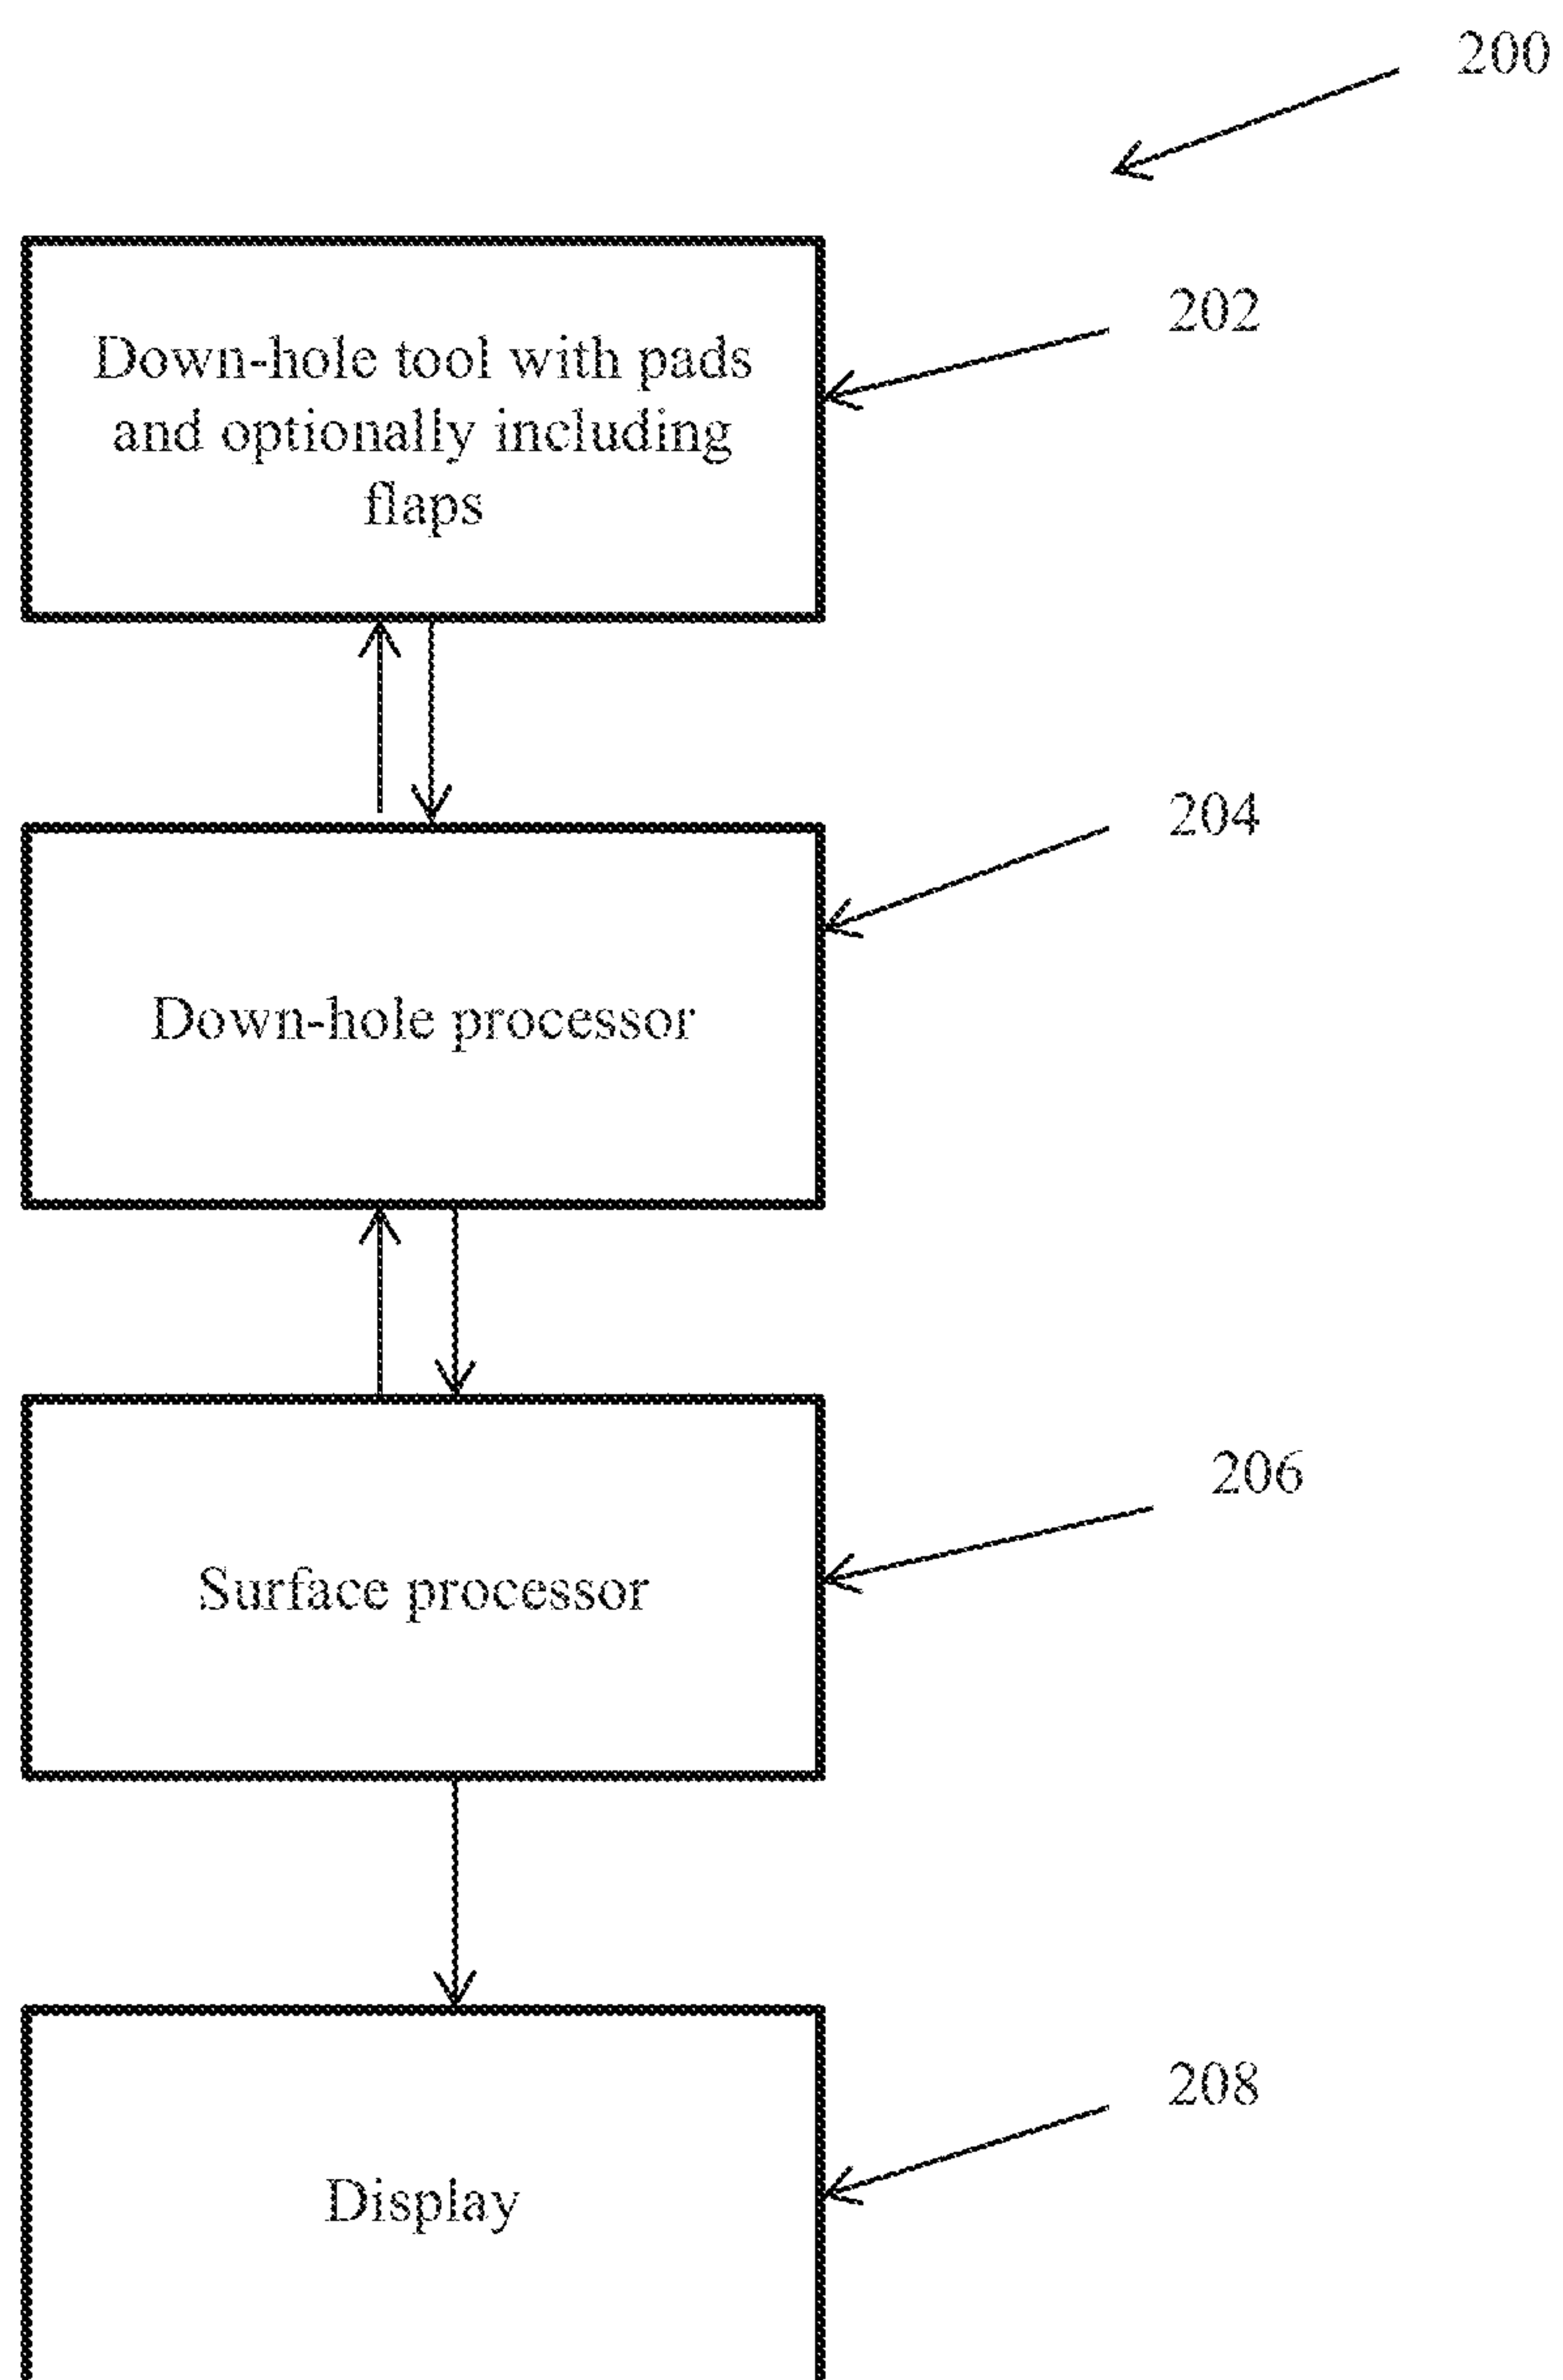 200
Down-hole tool with pads
and optionally including
flaps
202
204
Down-hole processor
206
Surface processor
208
Display